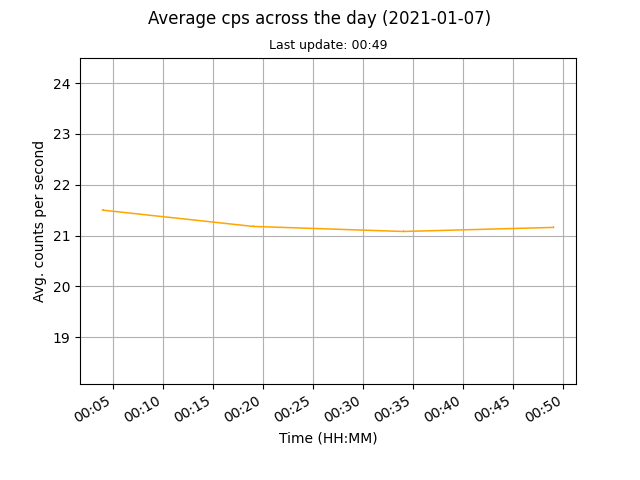 Average cps across the day (2021-01-07)
Last update: 00:49
24
23
22
21
20
19
Avg. counts per second
00:05 00:10 00:15 00:20 00:25 00:30 00:35 00:40 00:45 00:50
Time (HH:MM)